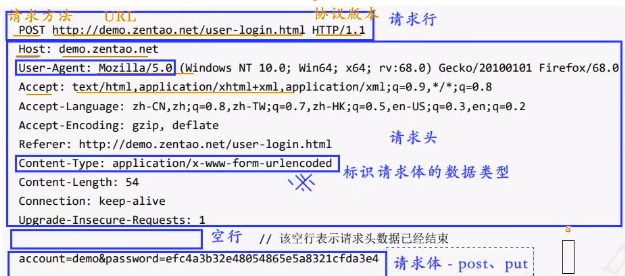 请求方法 URL 协议版本
POST http://demo.zentao.net/user-login.html HTTP/1.1 请求行
Host: demo.zentao.net
User-Agent: Mozilla/5.0 (Windows NT 10.0; Win64; x64; rv:68.0) Gecko/20100101 Firefox/68.0
Accept: text/html,application/xhtml+xml,application/xml;q=0.9,*/*;q=0.8
Accept-Language: zh-CN,zh;q=0.8,zh-TW;q=0.7,zh-HK;q=0.5,en-US;q=0.3,en;q=0.2
Accept-Encoding: gzip, deflate
Referer: http://demo.zentao.net/user-login.html 请求头
Content-Type: application/x-www-form-urlencoded 标识请求体的数据类型
Content-Length: 54
Connection: keep-alive
Upgrade-Insecure-Requests: 1
空行 // 该空行表示请求头数据已经结束
account=demo&password=efc4a3b32e48054865e5a8321cfda3e4 请求体 - post、put